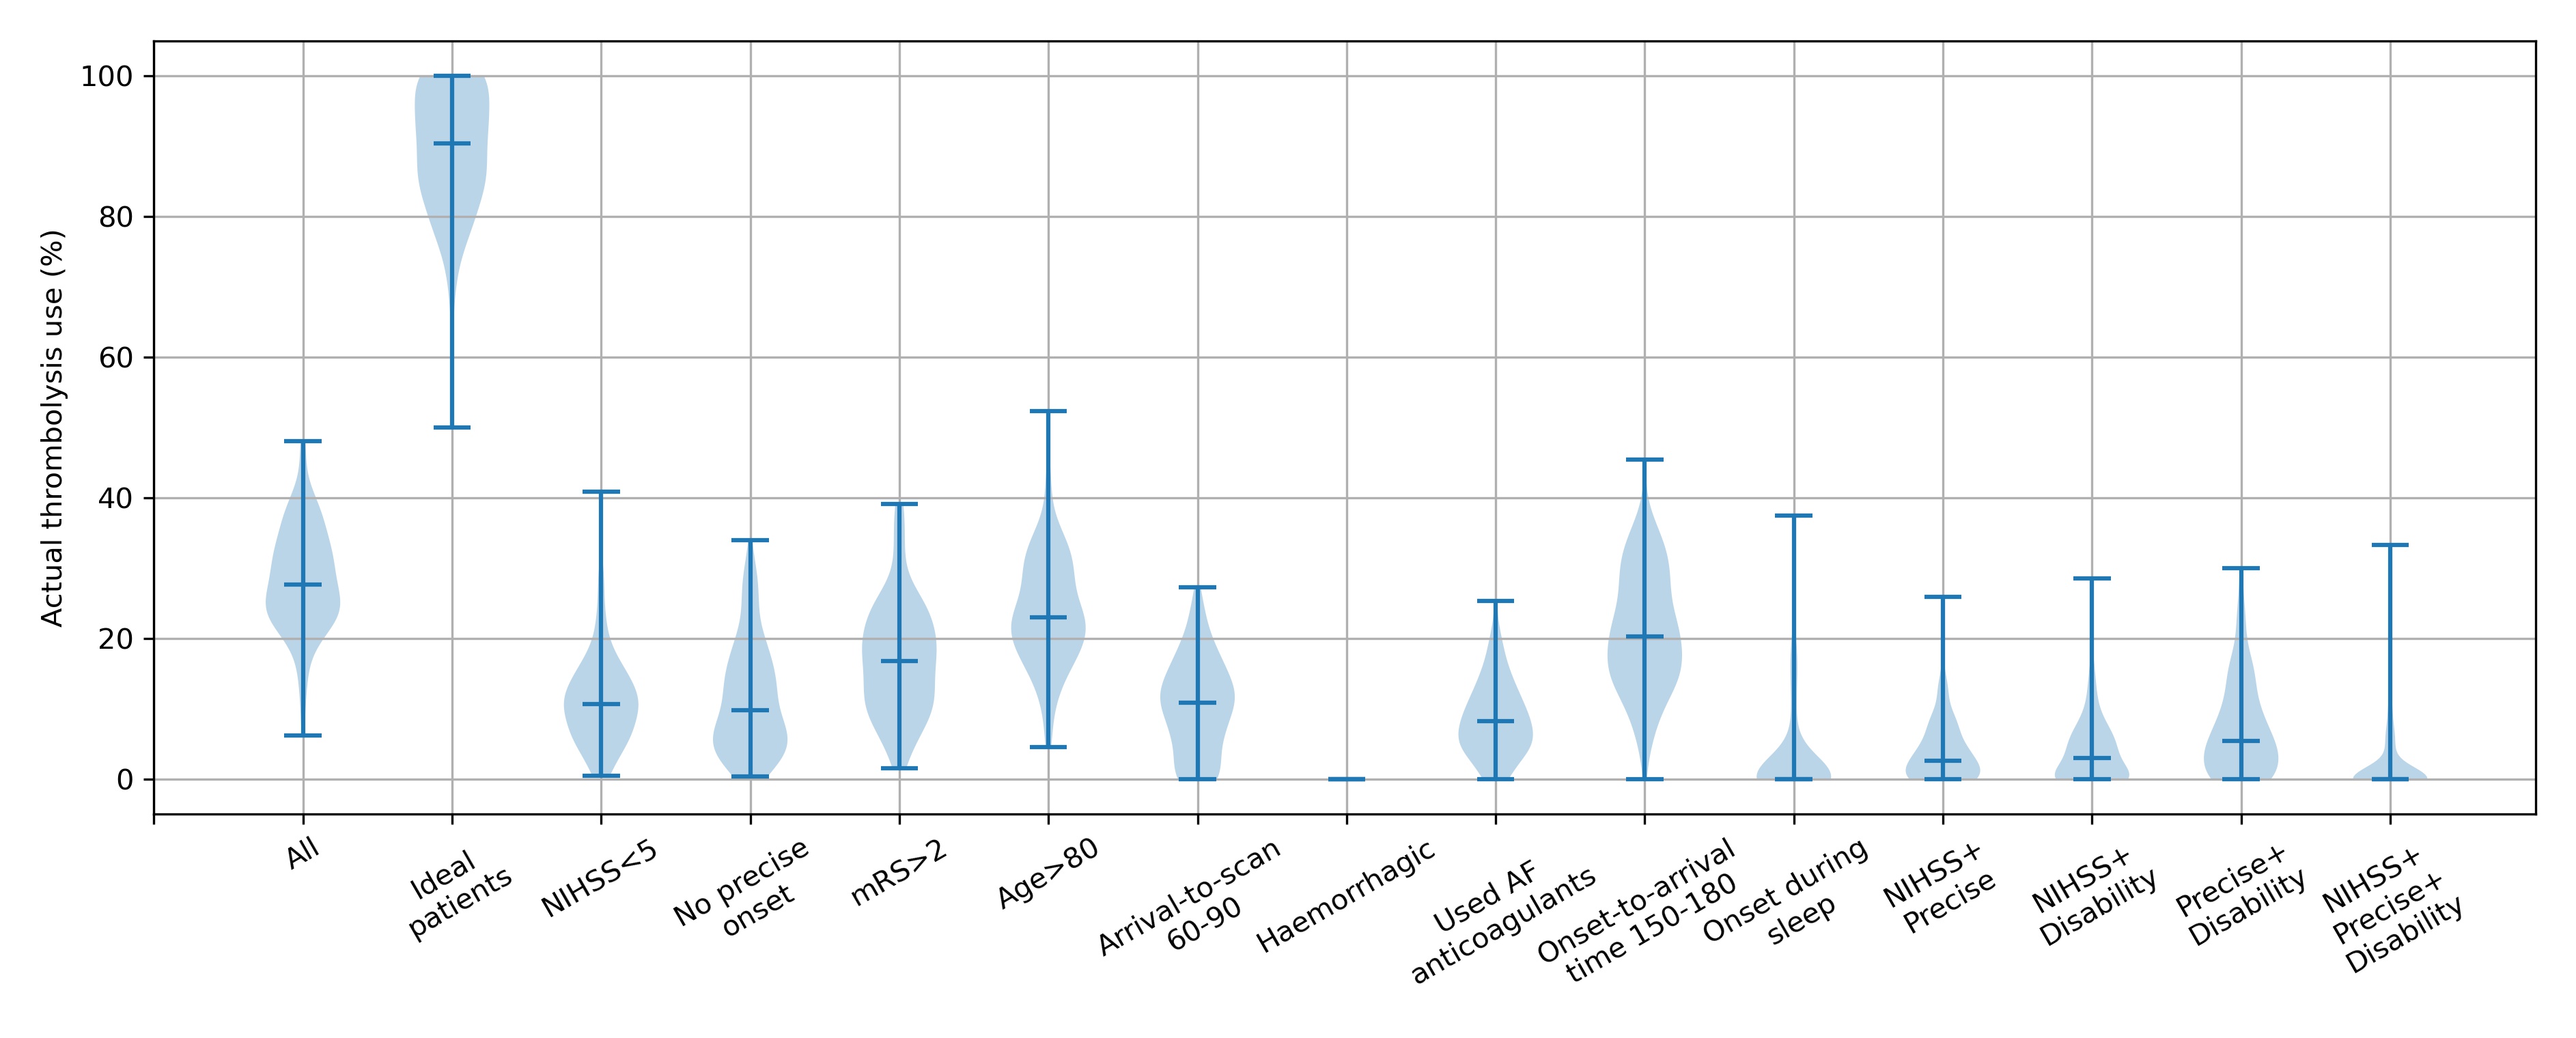 Actual thrombolysis use (%)
100
80
60
40
20
0
All
Ideal
patients
NIHSS<5
No precise
onset
mRS>2
Age>80
Arrival-to-scan
60-90
Haemorrhagic
Used AF
anticoagulants
Onset-to-arrival
time 150-180
Onset during
sleep
NIHSS+
Precise
NIHSS+
Disability
Precise+
Disability
NIHSS+
Precise+
Disability